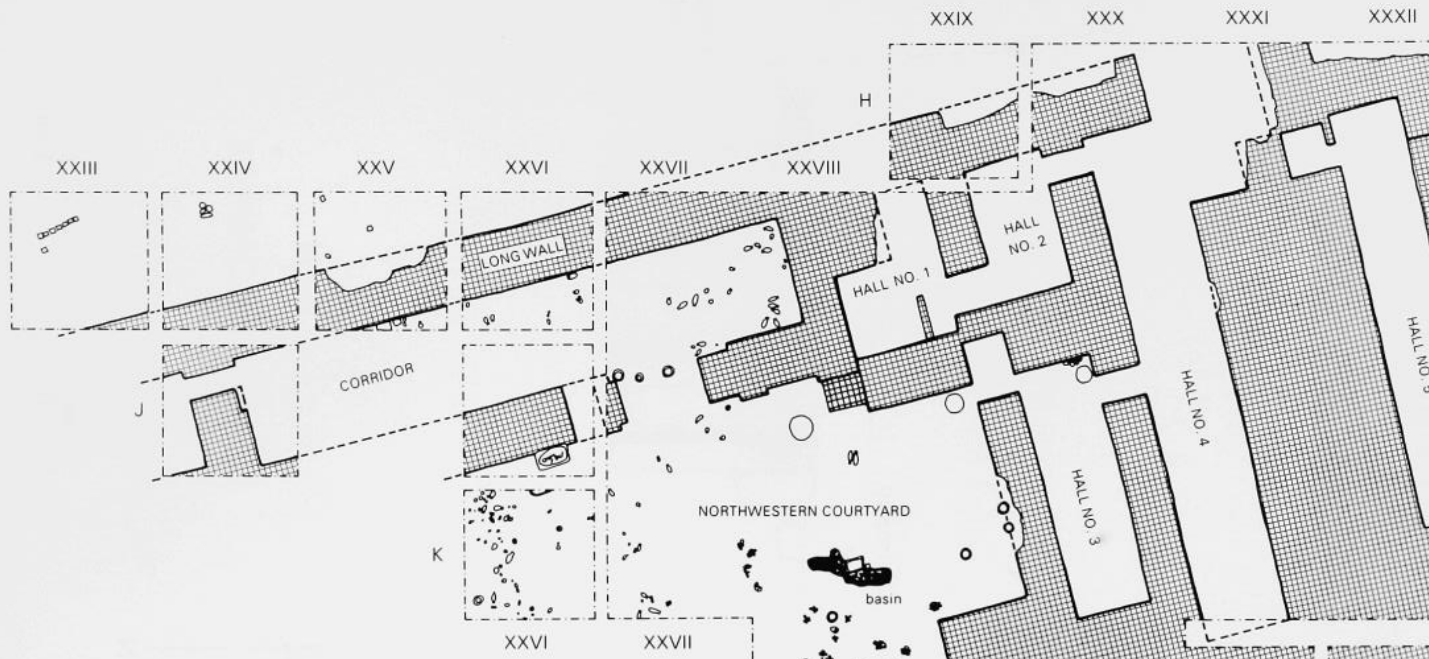 XXIX XXX XXXI XXXII
H
XXIII XXIV XXV XXVI XXVII XXVIII
LONG WALL
HALL
NO. 2
HALL NO. 1
CORRIDOR
J
HALL NO. 4
HALL NO. 5
HALL NO. 3
NORTHWESTERN COURTYARD
K
basin
XXVI XXVII